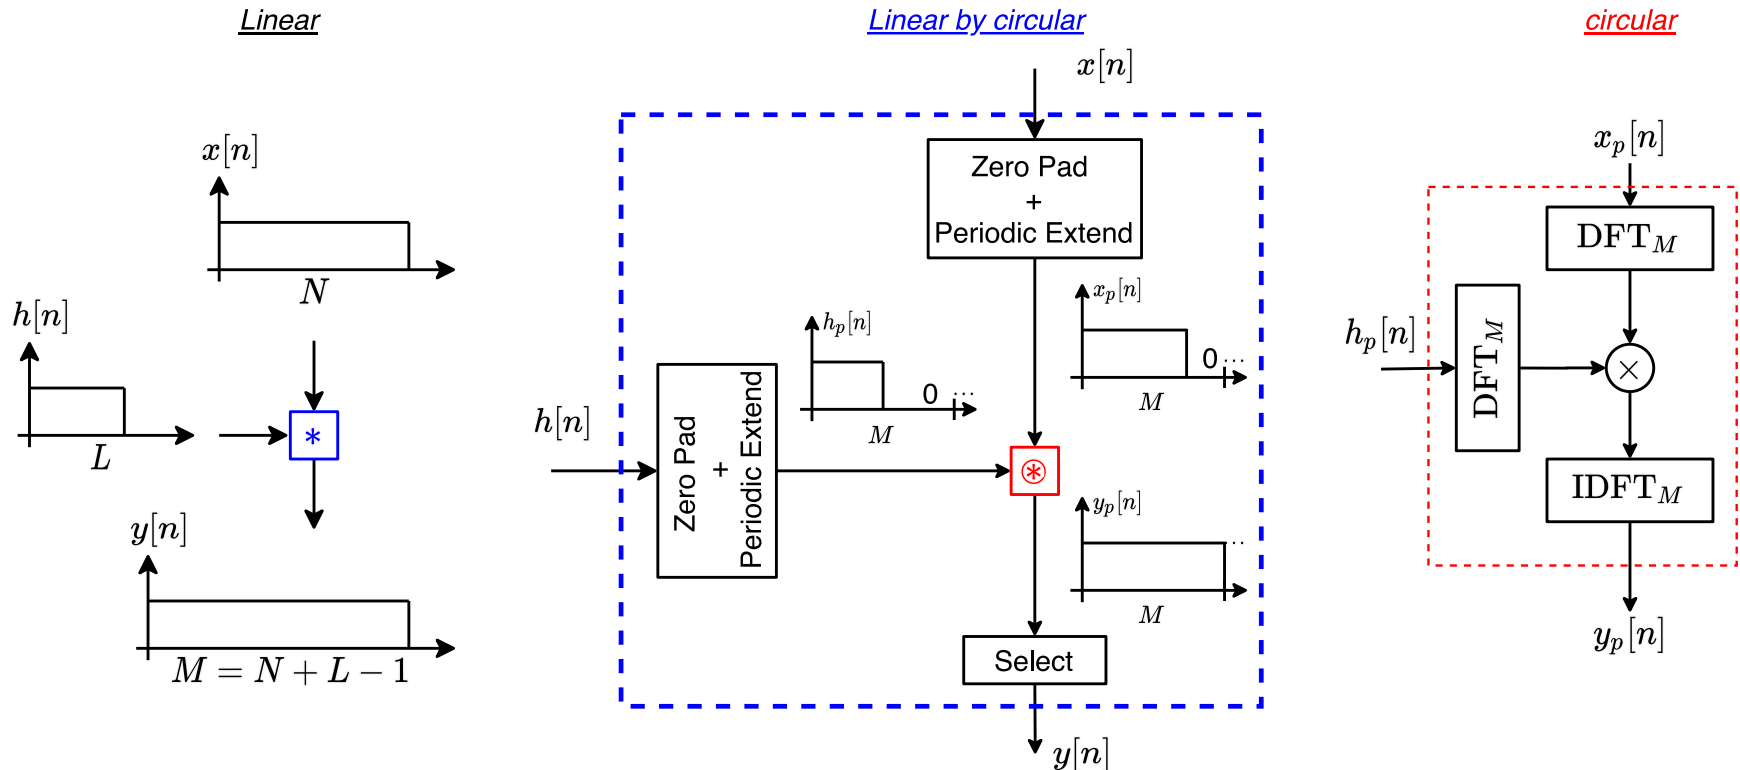 Linear
x[n]
N
h[n]
L
*
y[n]
M = N + L − 1
Linear by circular
x[n]
Zero Pad
+
Periodic Extend
x_p[n]
0 ...
M
h_p[n]
0 ...
M
h[n]
Zero Pad
+
Periodic Extend
⊛
y_p[n]
...
M
Select
y[n]
circular
x_p[n]
DFT_M
h_p[n]
DFT_M
×
IDFT_M
y_p[n]